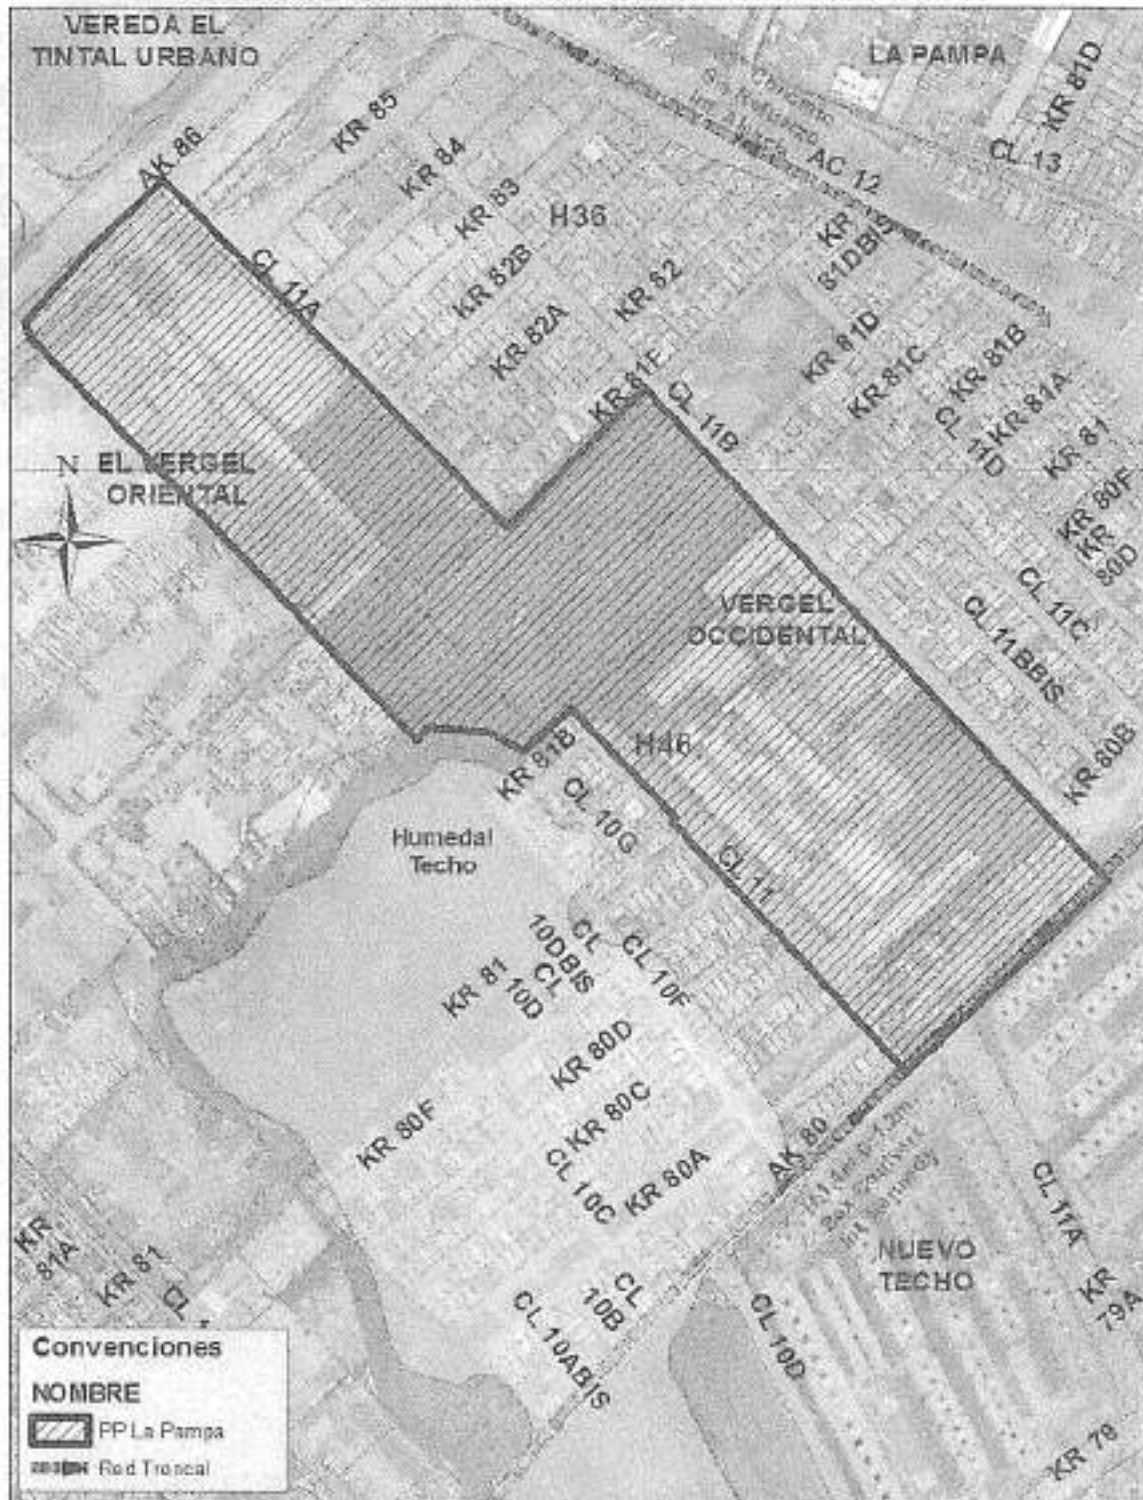 VEREDA EL
TINTAL URBANO
LA PAMPA
KR 81D
CL 13
AC 12
AK 86
KR 85
KR 84
KR 83
H36
KR
81DBIS
KR 82B
KR 82
CL 11A
KR 82A
KR 81D
KR 81F
KR 81C
KR 81B
KR 81A
CL 11B
CL
11D
KR 81
KR 80F
KR
80D
N
EL VERGEL
ORIENTAL
VERGEL
OCCIDENTAL
CL 11C
CL 11BBIS
KR 80B
H46
KR 81B
CL 10G
Humedal
Techo
CL 11
CL
10DBIS
CL 10F
KR 81
CL
10D
KR 80D
KR 80C
KR 80F
CL
10C
KR 80A
AK 80
CL 11A
NUEVO
TECHO
KR
81A
KR 81
CL
CL
10B
CL 10ABIS
CL 10D
KR
79A
KR 78
Convenciones
NOMBRE
PP La Pampa
Red Troncal